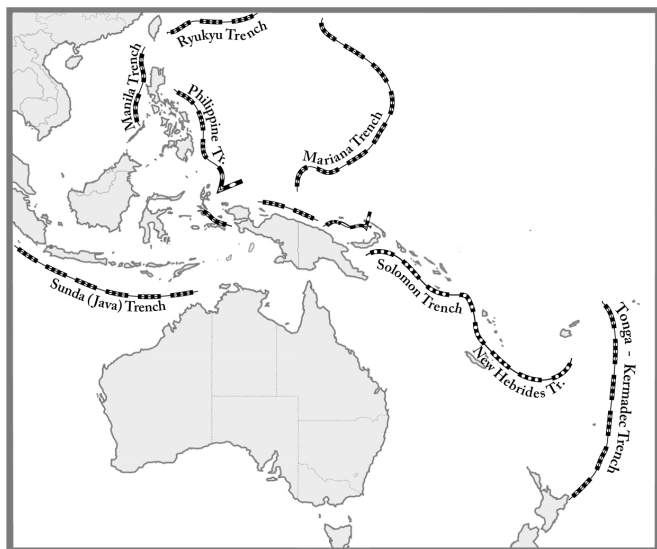 Ryukyu Trench
Manila Trench
Philippine Tr.
Mariana Trench
Sunda (Java) Trench
Solomon Trench
New Hebrides Tr.
Tonga - Kermadec Trench